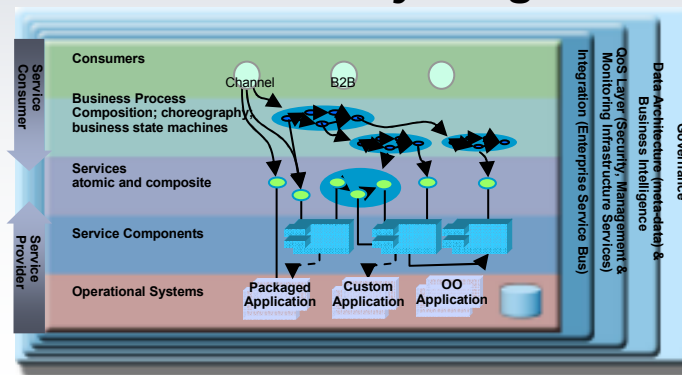 Consumers
Channel
B2B
Business Process
Composition; choreography;
business state machines
Services
atomic and composite
Service Components
Operational Systems
Packaged
Application
Custom
Application
OO
Application
Service
Consumer
Service
Provider
Integration (Enterprise Service Bus)
QoS Layer (Security, Management &
Monitoring Infrastructure Services)
Data Architecture (meta-data) &
Business Intelligence
Governance